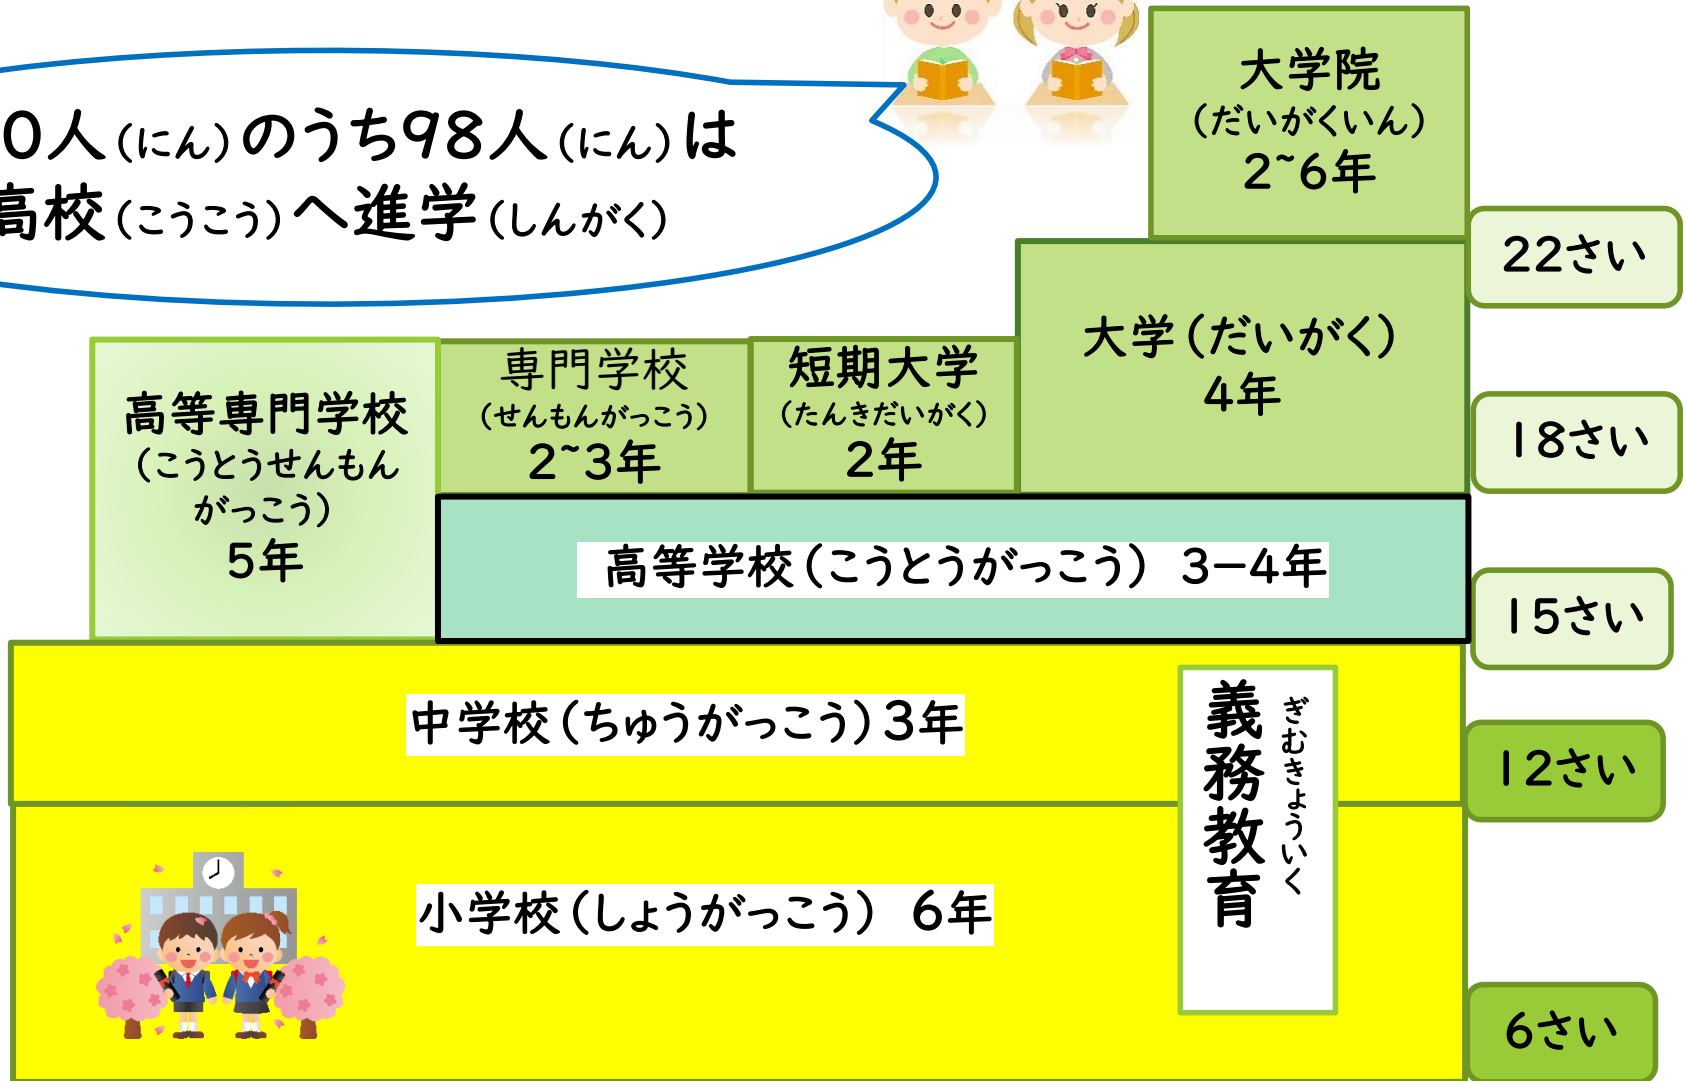 0人(にん)のうち98人(にん)は
高校(こうこう)へ進学(しんがく)
大学院
(だいがくいん)
2~6年
22さい
大学(だいがく)
4年
18さい
高等専門学校
(こうとうせんもん
がっこう)
5年
専門学校
(せんもんがっこう)
2~3年
短期大学
(たんきだいがく)
2年
高等学校(こうとうがっこう) 3−4年
15さい
中学校(ちゅうがっこう)3年
義務教育
ぎむきょういく
12さい
小学校(しょうがっこう) 6年
6さい